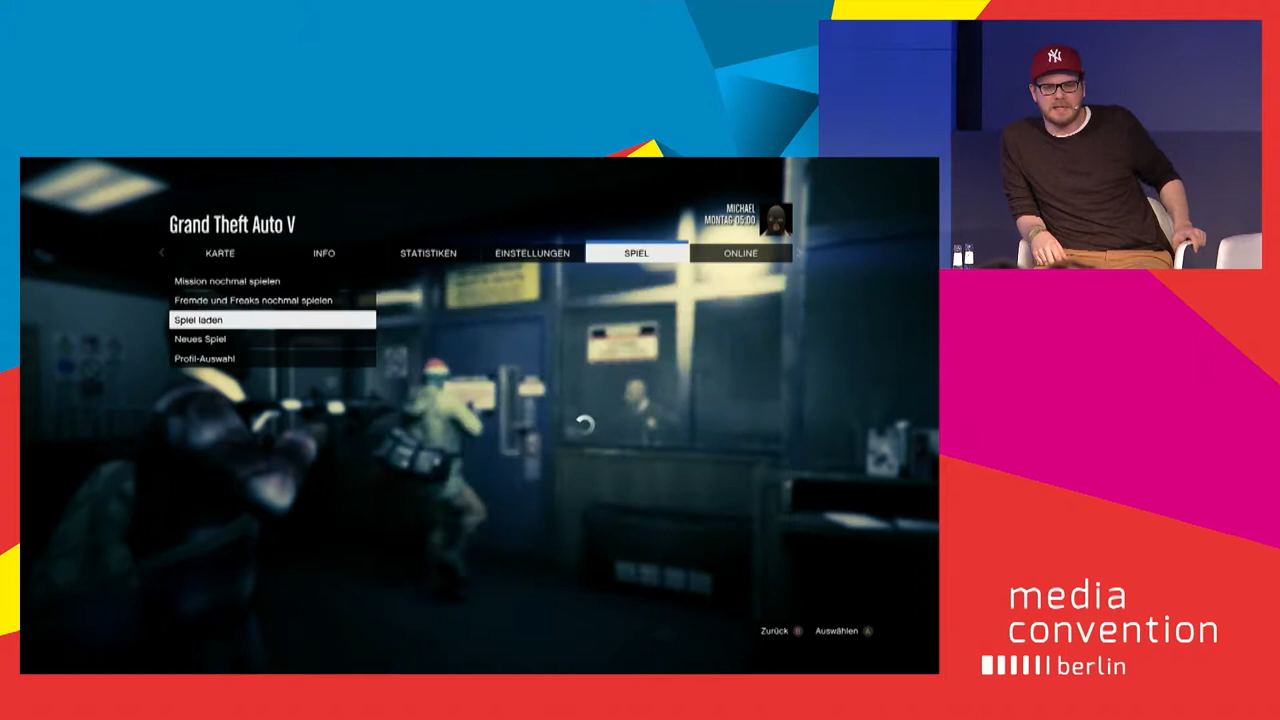 NY
Grand Theft Auto V
MICHAEL
MONTAG 05:00
KARTE INFO STATISTIKEN EINSTELLUNGEN SPIEL ONLINE
Mission nochmal spielen
Fremde und Freaks nochmal spielen
Spiel laden
Neues Spiel
Profil-Auswahl
Zurück B Auswählen A
media
convention
berlin